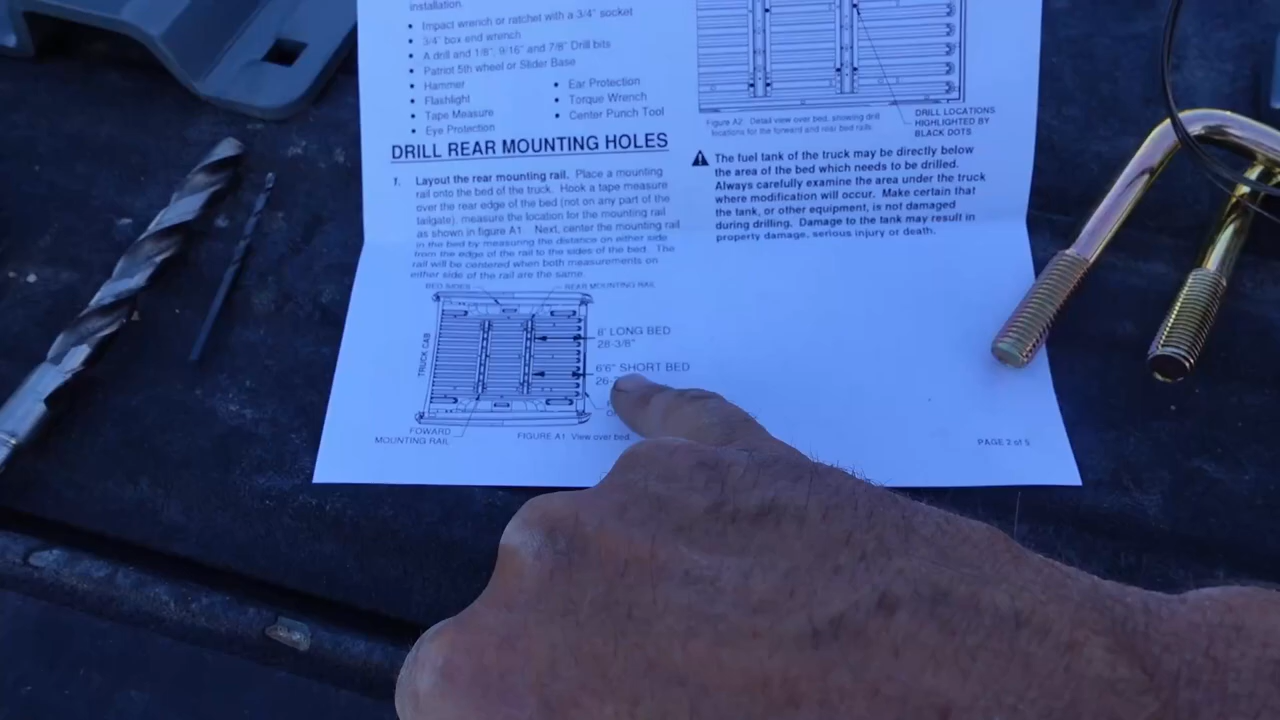 installation.
• Impact wrench or ratchet with a 3/4" socket
• 3/4" box end wrench
• A drill and 1/8", 9/16" and 7/8" Drill bits
• Patriot 5th wheel or Slider Base
• Hammer
• Flashlight
• Tape Measure
• Eye Protection
• Ear Protection
• Torque Wrench
• Center Punch Tool
DRILL REAR MOUNTING HOLES
1. Layout the rear mounting rail. Place a mounting
rail onto the bed of the truck. Hook a tape measure
over the rear edge of the bed (not on any part of the
tailgate), measure the location for the mounting rail
as shown in figure A1. Next, center the mounting rail
in the bed by measuring the distance on either side
from the edge of the rail to the sides of the bed. The
rail will be centered when both measurements on
either side of the rail are the same.
BED SIDES
REAR MOUNTING RAIL
TRUCK CAB
8' LONG BED
28-3/8"
6'6" SHORT BED
26-
FOWARD
MOUNTING RAIL
FIGURE A1 View over bed.
Figure A2: Detail view over bed, showing drill
locations for the forward and rear bed rails.
DRILL LOCATIONS
HIGHLIGHTED BY
BLACK DOTS
The fuel tank of the truck may be directly below
the area of the bed which needs to be drilled.
Always carefully examine the area under the truck
where modification will occur. Make certain that
the tank, or other equipment, is not damaged
during drilling. Damage to the tank may result in
property damage, serious injury or death.
PAGE 2 of 5